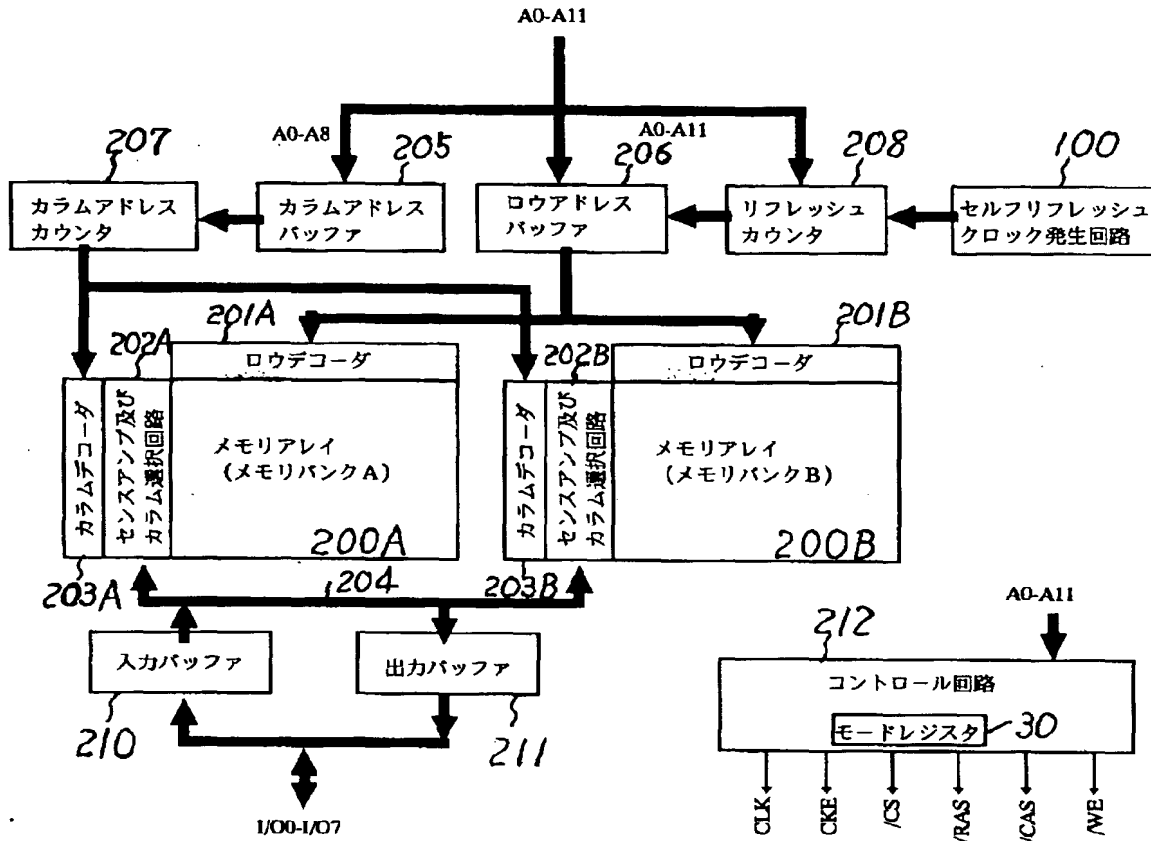 A0-A11
A0-A8
A0-A11
207
205
206
208
100
カラムアドレス
カウンタ
カラムアドレス
バッファ
ロウアドレス
バッファ
リフレッシュ
カウンタ
セルフリフレッシュ
クロック発生回路
201A
201B
202A
202B
ロウデコーダ
ロウデコーダ
カラムデコーダ
センスアンプ及び
カラム選択回路
メモリアレイ
(メモリバンクA)
200A
カラムデコーダ
センスアンプ及び
カラム選択回路
メモリアレイ
(メモリバンクB)
200B
203A
204
203B
入力バッファ
出力バッファ
210
211
I/O0-I/O7
A0-A11
212
コントロール回路
モードレジスタ
30
CLK
CKE
/CS
/RAS
/CAS
/WE